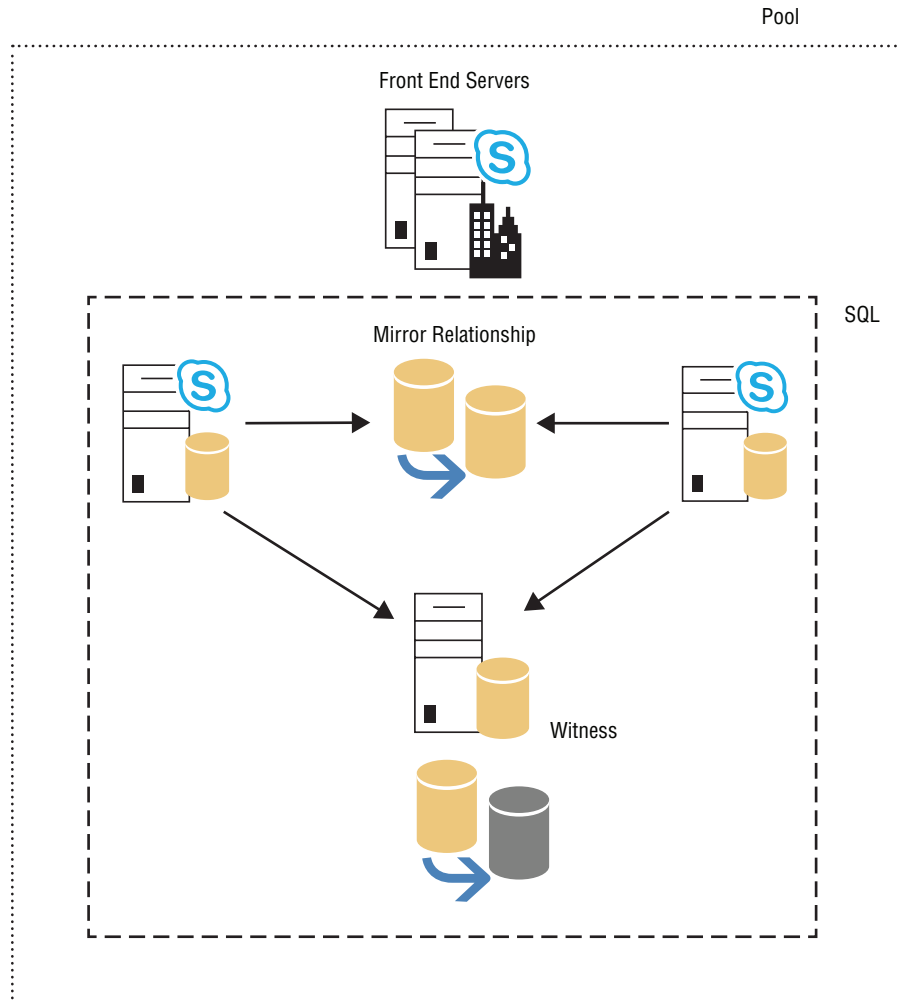 Pool
Front End Servers
S
SQL
Mirror Relationship
S
S
Witness